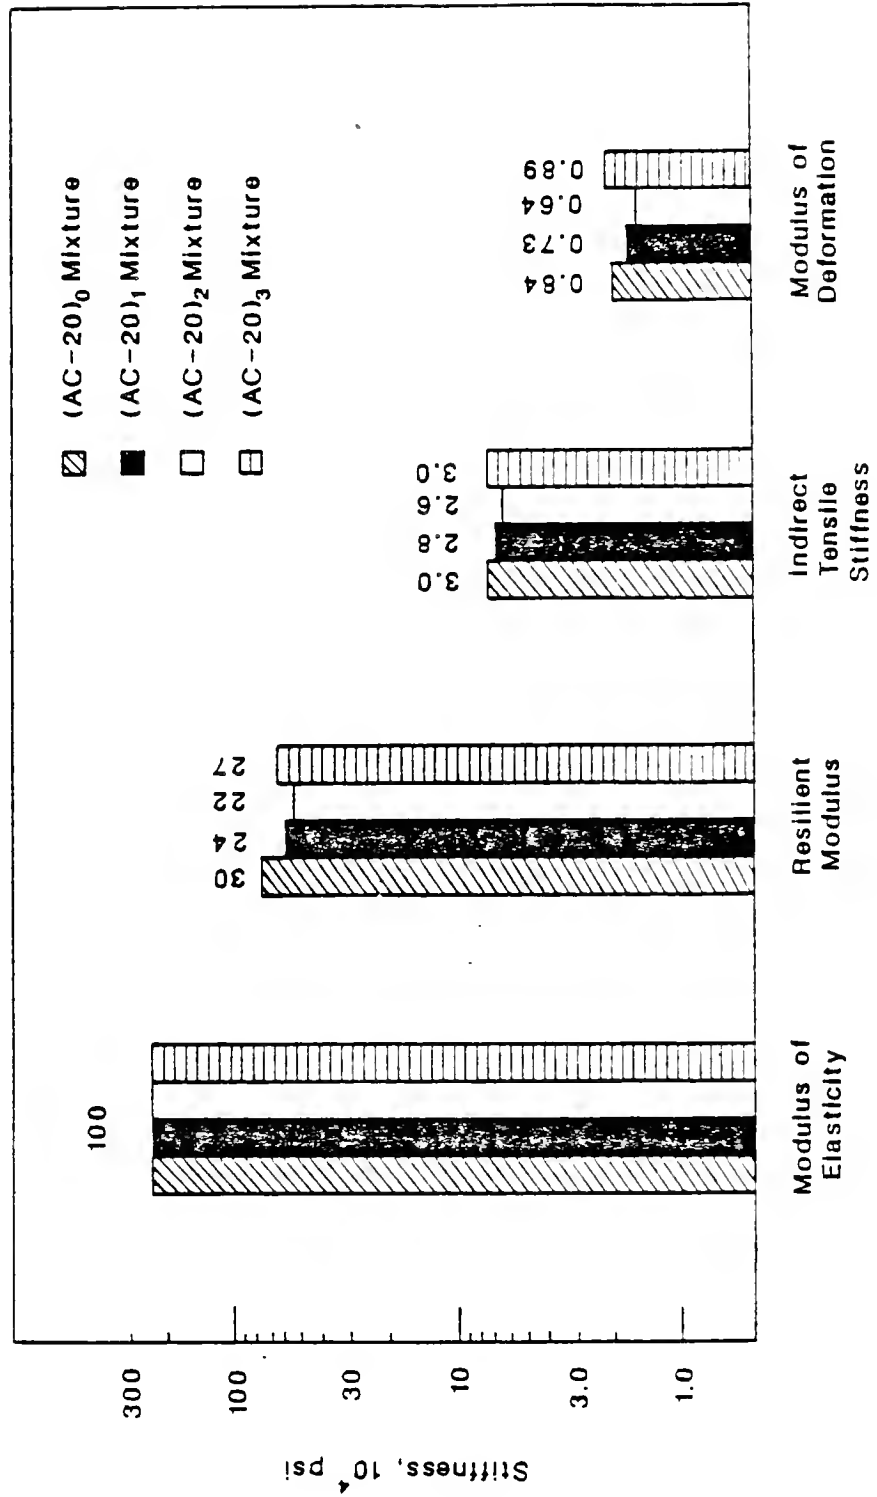 (AC-20)0 Mixture
(AC-20)1 Mixture
(AC-20)2 Mixture
(AC-20)3 Mixture
Stiffness, 10^4 psi
300
100
30
10
3.0
1.0
100
30
24
22
27
3.0
2.8
2.6
3.0
0.84
0.73
0.64
0.89
Modulus of
Elasticity
Resilient
Modulus
Indirect
Tensile
Stiffness
Modulus of
Deformation